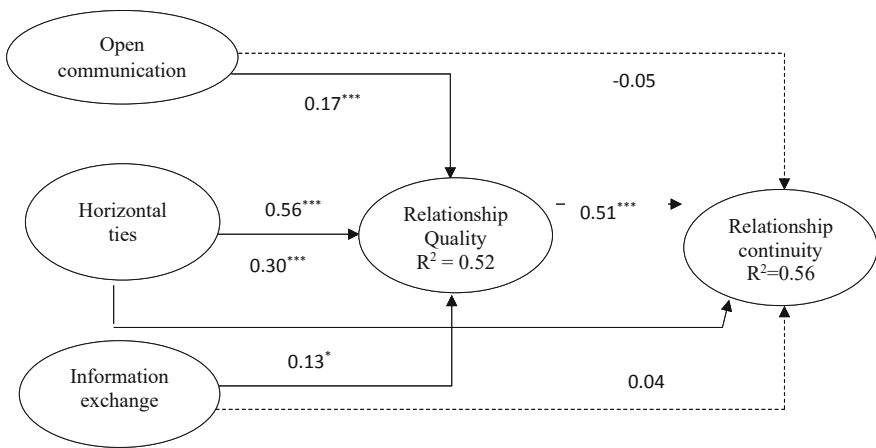 Open
communication
-0.05
0.17***
Horizontal
ties
0.56***
0.30***
Relationship
Quality
R² = 0.52
0.51***
Relationship
continuity
R²=0.56
Information
exchange
0.13*
0.04